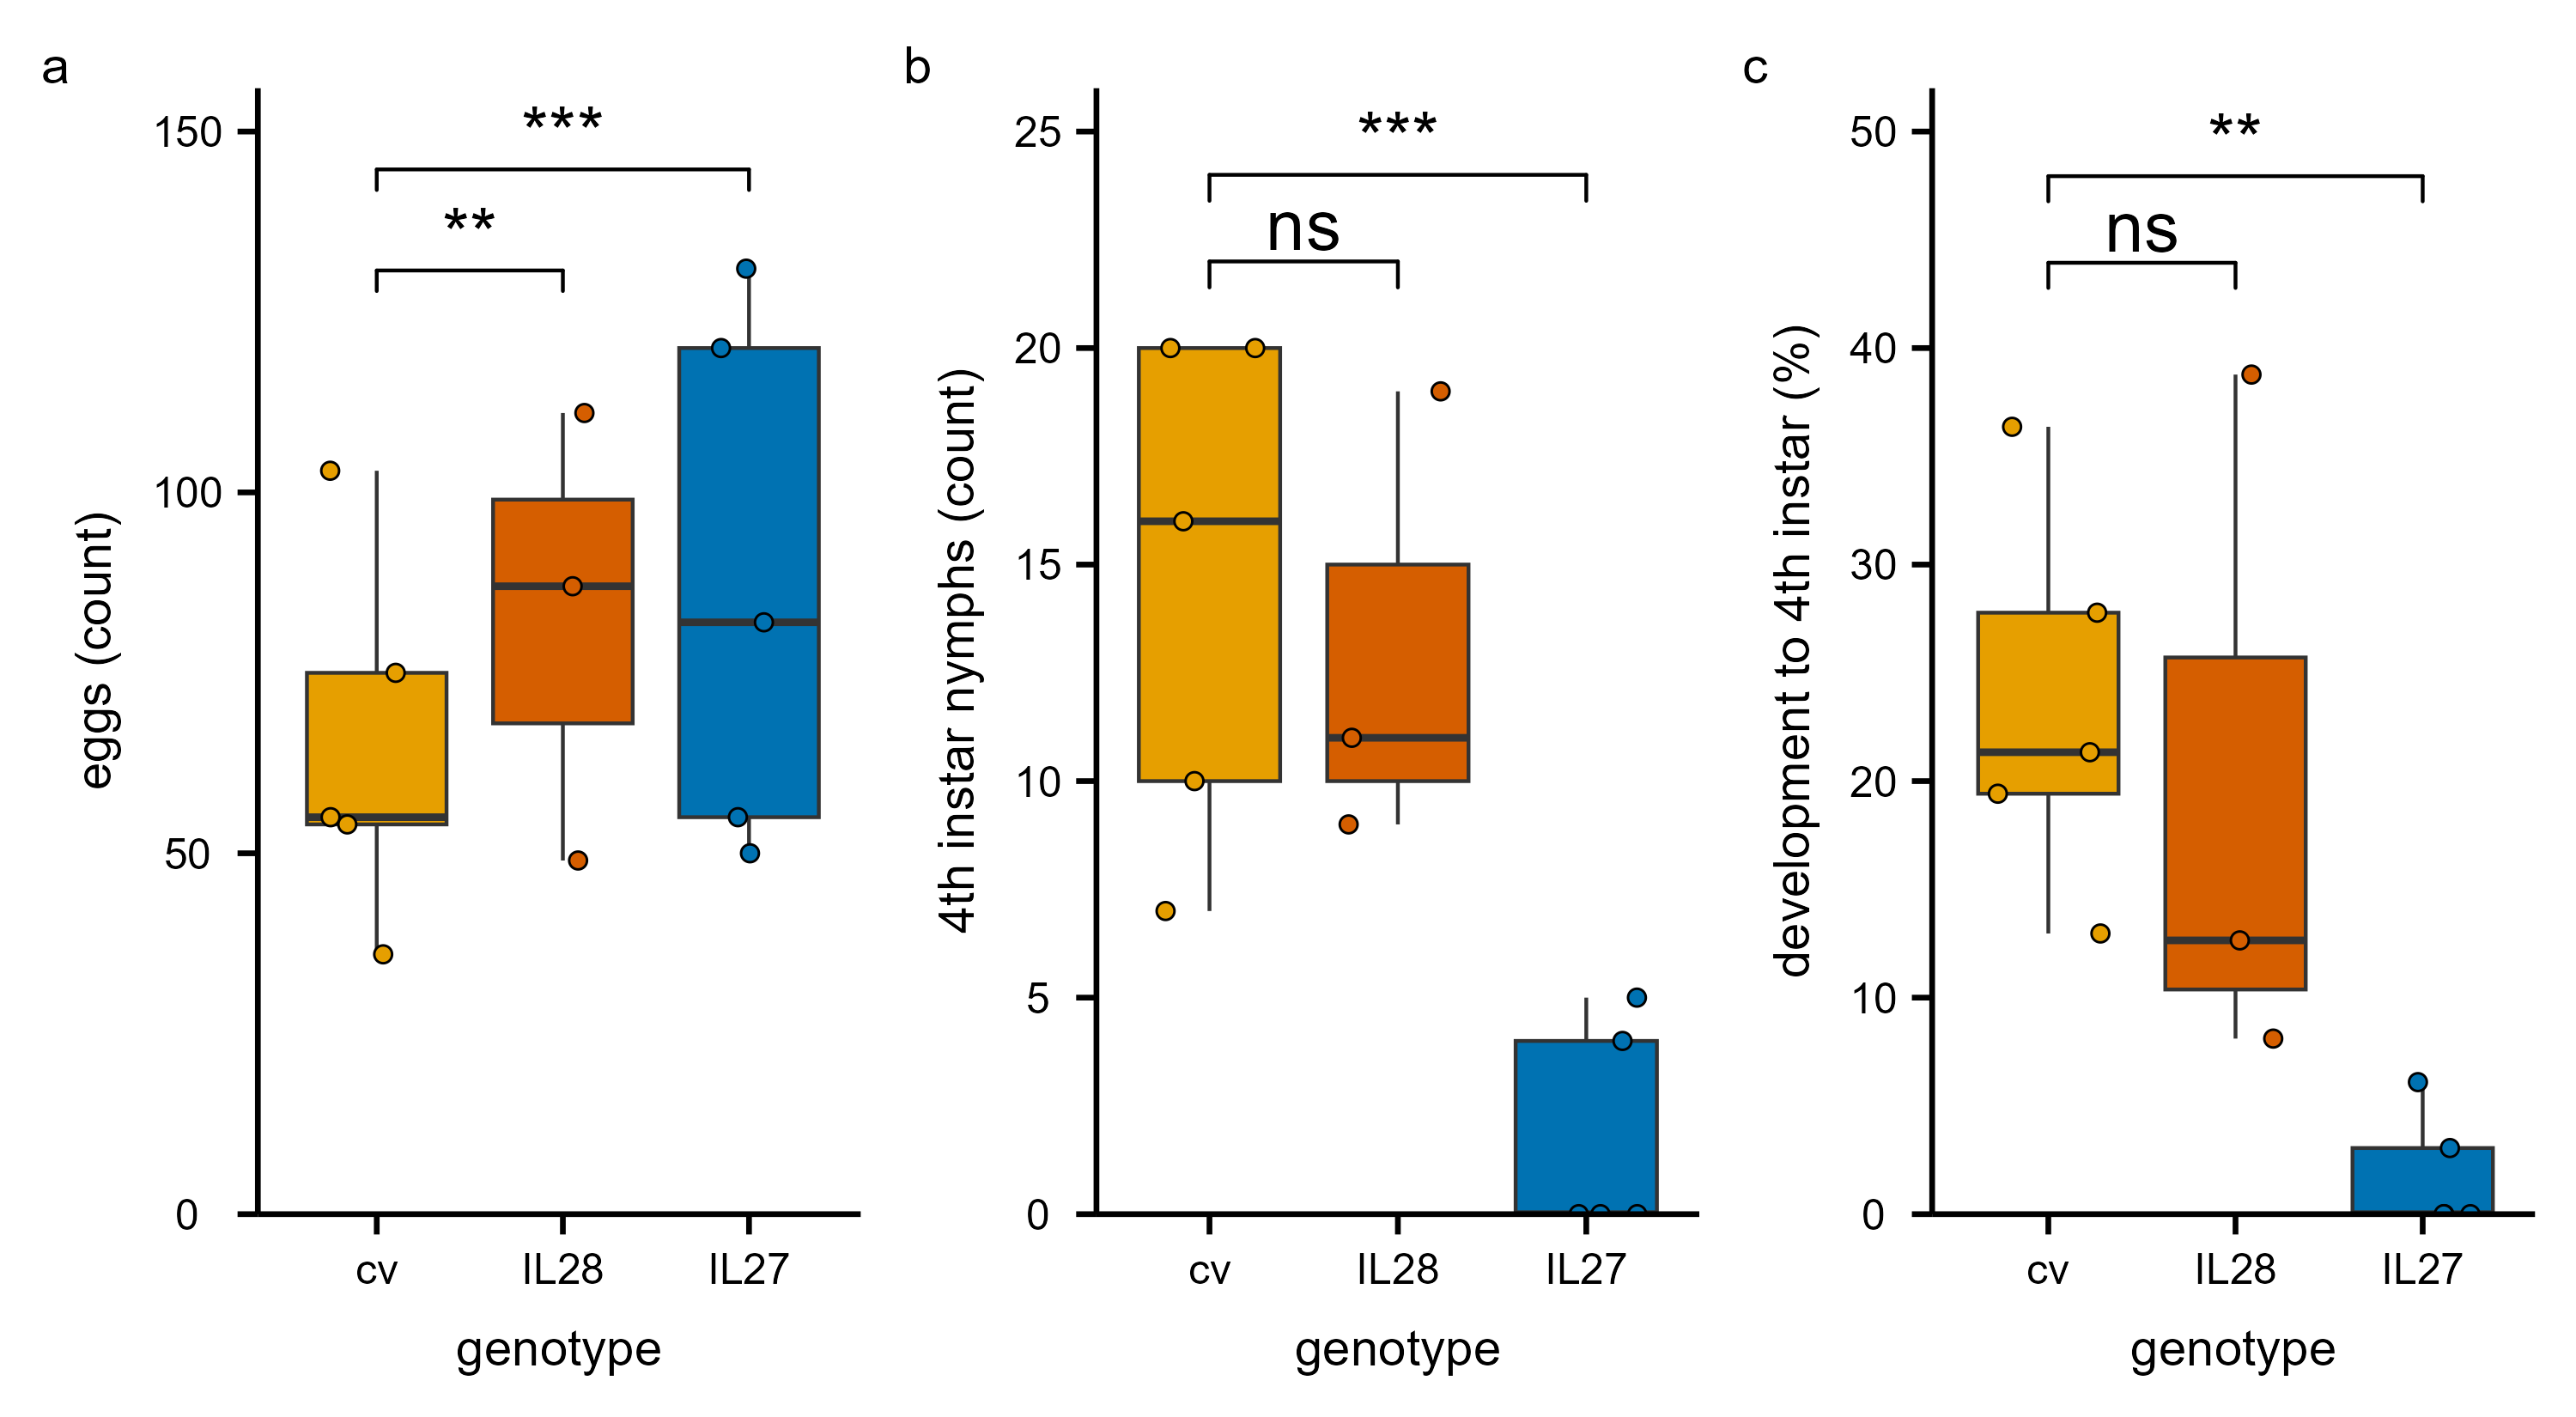 a
eggs (count)
150
100
50
0
***
**
cv IL28 IL27
genotype
b
4th instar nymphs (count)
25
20
15
10
5
0
***
ns
cv IL28 IL27
genotype
c
development to 4th instar (%)
50
40
30
20
10
0
**
ns
cv IL28 IL27
genotype